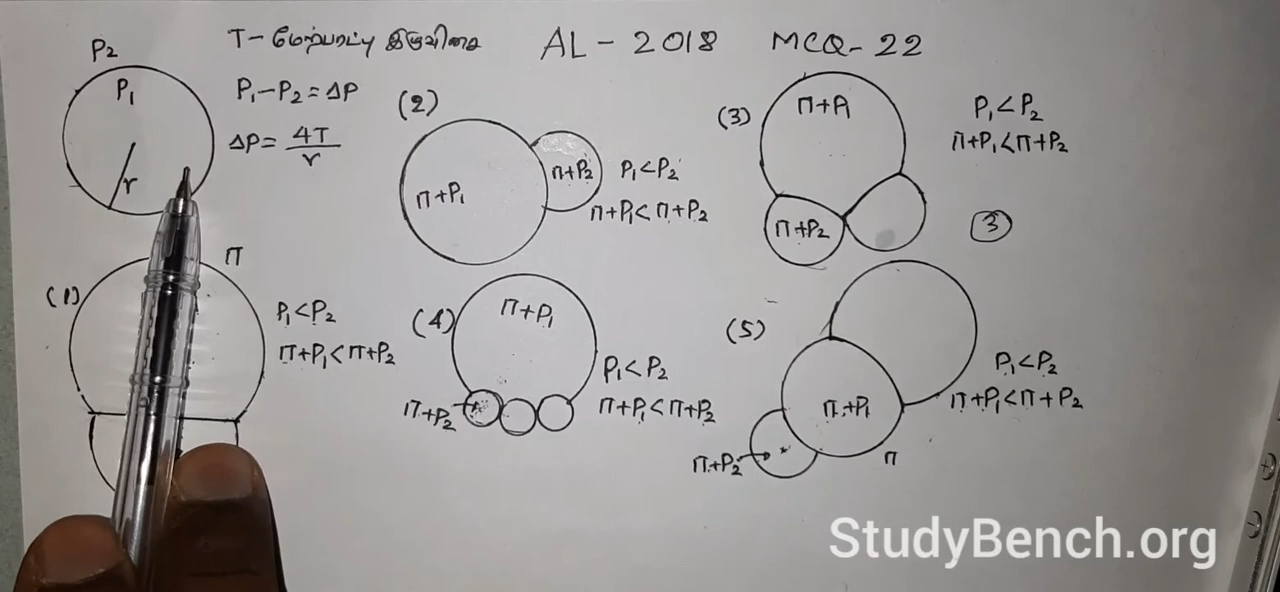 T - மேற்பரப்பு இழுவிசை AL - 2018 MCQ - 22
P₂
P₁
r
P₁-P₂ = ΔP
ΔP = 4T/r
(1)
Π
P₁<P₂
Π+P₁<Π+P₂
(2)
Π+P₁
Π+P₂
P₁<P₂
Π+P₁<Π+P₂
(3)
Π+P₁
Π+P₂
P₁<P₂
Π+P₁<Π+P₂
3
(4)
Π+P₁
Π+P₂
P₁<P₂
Π+P₁<Π+P₂
(5)
Π+P₁
Π+P₂
Π
P₁<P₂
Π+P₁<Π+P₂
StudyBench.org